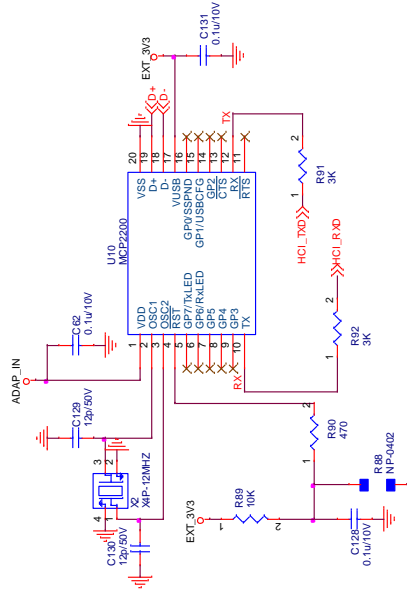 C131
0.1u/10V
EXT_3V3
D+
D-
TX
R91
3K
HCI_TXD
HCI_RXD
R92
3K
RX
U10
MCP2200
VDD
OSC1
OSC2
RST
GP7/TxLED
GP6/RxLED
GP5
GP4
GP3
TX
1
2
3
4
5
6
7
8
9
10
VSS
D+
D-
VUSB
GP0/SSPND
GP1/USBCFG
GP2
CTS
RX
RTS
20
19
18
17
16
15
14
13
12
11
C62
0.1u/10V
ADAP_IN
C129
12p/50V
X2
X4P-12MHZ
3
2
4
1
C130
12p/50V
EXT_3V3
R89
10K
1
2
R90
470
1
2
R88
NP-0402
C128
0.1u/10V
1
2
1
2